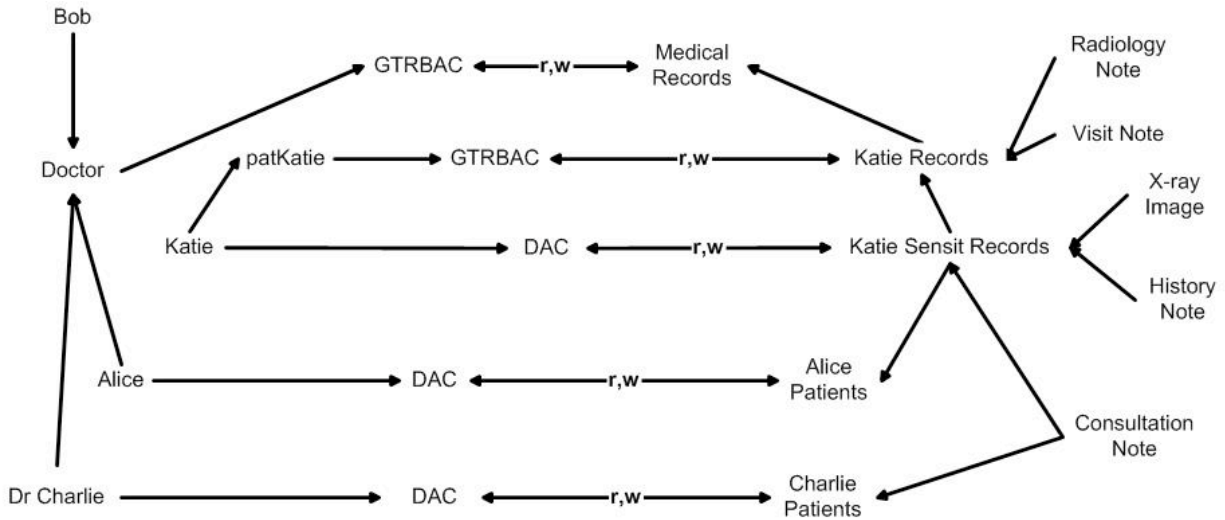 Bob
GTRBAC r,w Medical Records
Radiology Note
Visit Note
Doctor
patKatie GTRBAC r,w Katie Records
X-ray Image
Katie DAC r,w Katie Sensit Records
History Note
Alice DAC r,w Alice Patients
Consultation Note
Dr Charlie DAC r,w Charlie Patients